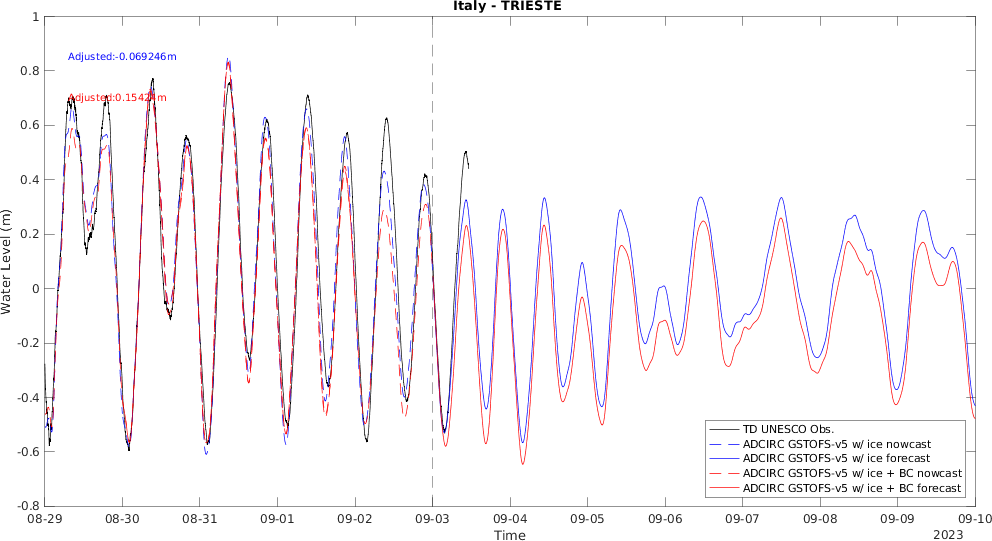 Italy - TRIESTE
Adjusted:-0.069246m
Adjusted:0.15424m
Water Level (m)
1
0.8
0.6
0.4
0.2
0
-0.2
-0.4
-0.6
-0.8
TD UNESCO Obs.
ADCIRC GSTOFS-v5 w/ ice nowcast
ADCIRC GSTOFS-v5 w/ ice forecast
ADCIRC GSTOFS-v5 w/ ice + BC nowcast
ADCIRC GSTOFS-v5 w/ ice + BC forecast
08-29 08-30 08-31 09-01 09-02 09-03 09-04 09-05 09-06 09-07 09-08 09-09 09-10
Time
2023